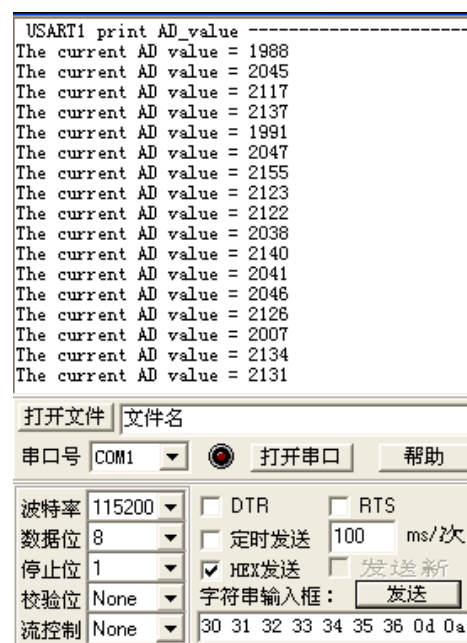 USART1 print AD_value -----------------------
The current AD value = 1988
The current AD value = 2045
The current AD value = 2117
The current AD value = 2137
The current AD value = 1991
The current AD value = 2047
The current AD value = 2155
The current AD value = 2123
The current AD value = 2122
The current AD value = 2038
The current AD value = 2140
The current AD value = 2041
The current AD value = 2046
The current AD value = 2126
The current AD value = 2007
The current AD value = 2134
The current AD value = 2131
打开文件 文件名
串口号 COM1 打开串口 帮助
波特率 115200 DTR RTS
数据位 8 定时发送 100 ms/次
停止位 1 HEX发送 发送新
校验位 None 字符串输入框： 发送
流控制 None 30 31 32 33 34 35 36 0d 0a